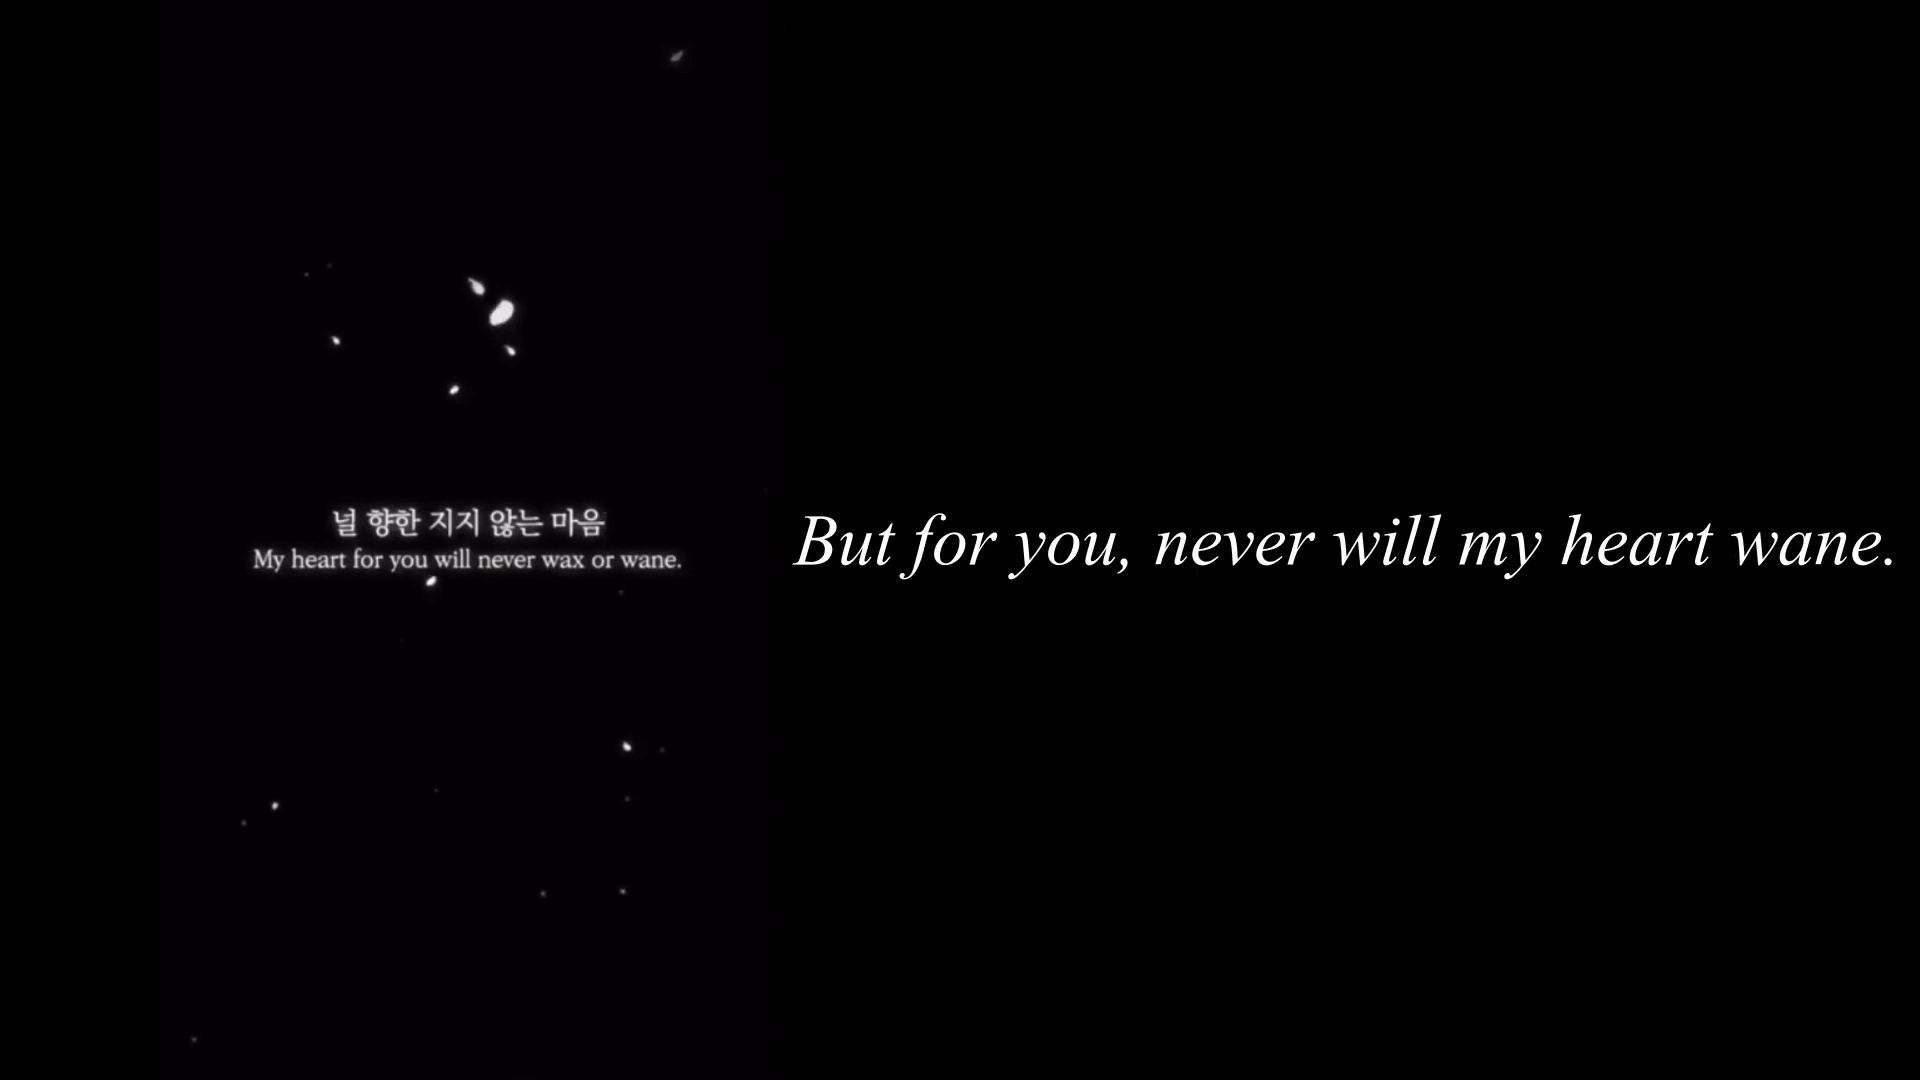 널 향한 지지 않는 마음
My heart for you will never wax or wane.
But for you, never will my heart wane.